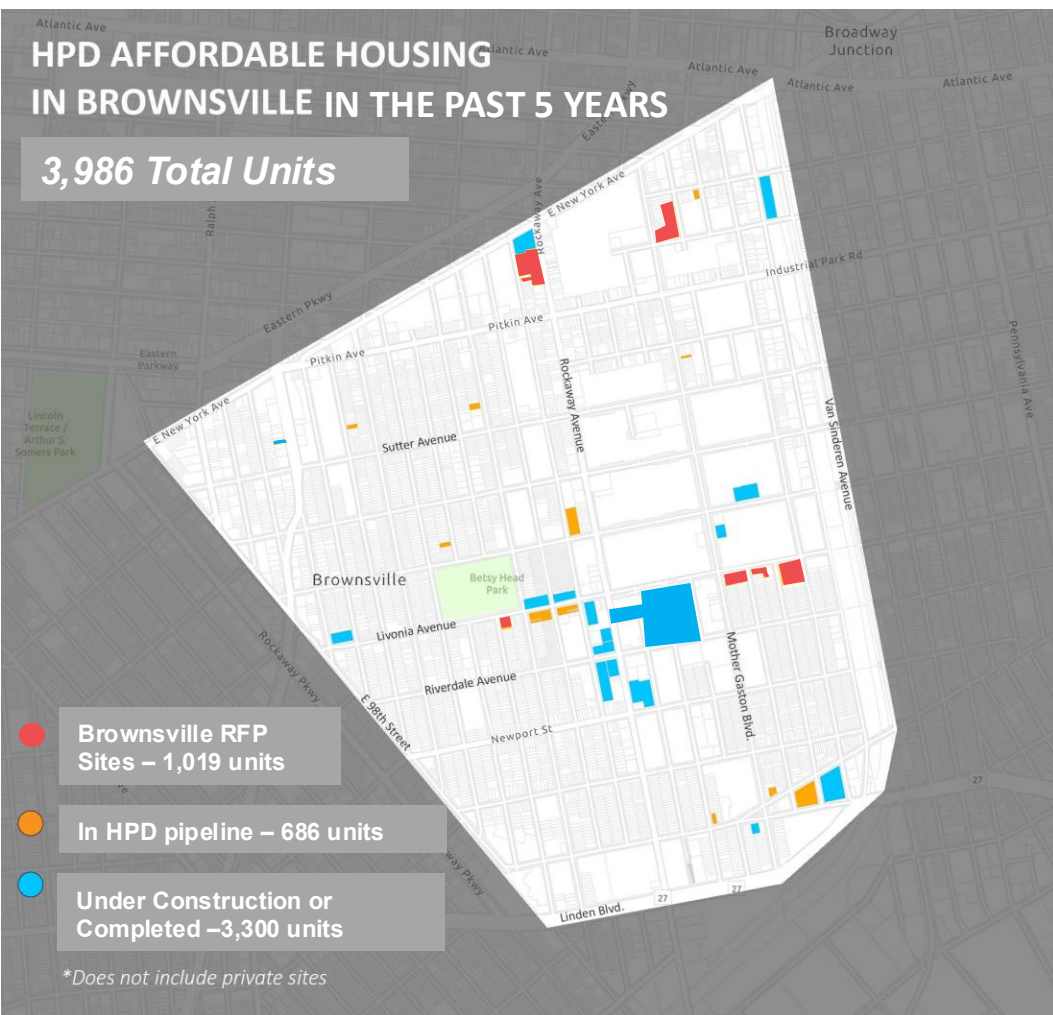 Atlantic Ave
HPD AFFORDABLE HOUSING
IN BROWNSVILLE IN THE PAST 5 YEARS
3,986 Total Units
Atlantic Ave
Broadway
Junction
Atlantic Ave
Atlantic Ave
Atlantic Ave
E New York Ave
Rockaway Ave
Industrial Park Rd
Eastern Pkwy
Pitkin Ave
Pitkin Ave
Eastern
Parkway
Pennsylvania Ave
Rockaway Avenue
Lincoln
Terrace /
Arthur S.
Somers Park
E New York Ave
Sutter Avenue
Van Sinderen Avenue
Brownsville
Betsy Head
Park
Livonia Avenue
Rockaway Pkwy
Riverdale Avenue
Mother Gaston Blvd.
E 98th Street
Newport St
Brownsville RFP
Sites – 1,019 units
27
In HPD pipeline – 686 units
Under Construction or
Completed –3,300 units
27
27
Linden Blvd.
*Does not include private sites